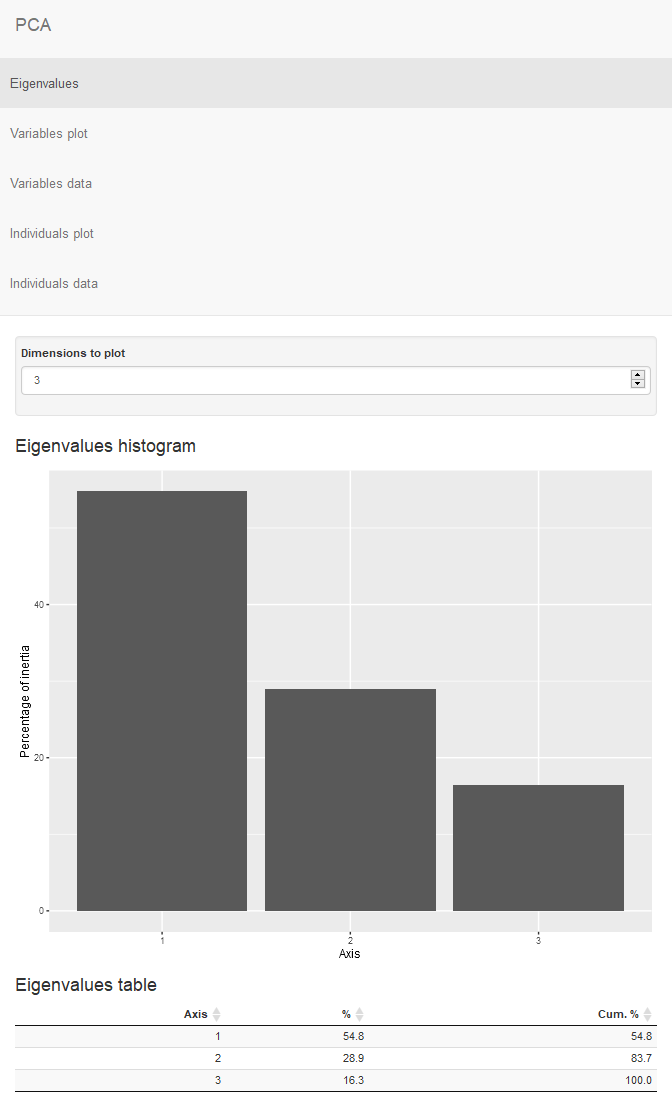 PCA
Eigenvalues
Variables plot
Variables data
Individuals plot
Individuals data
Dimensions to plot
3
Eigenvalues histogram
Percentage of inertia
40
20
0
1 2 3
Axis
Eigenvalues table
Axis % Cum. %
1 54.8 54.8
2 28.9 83.7
3 16.3 100.0